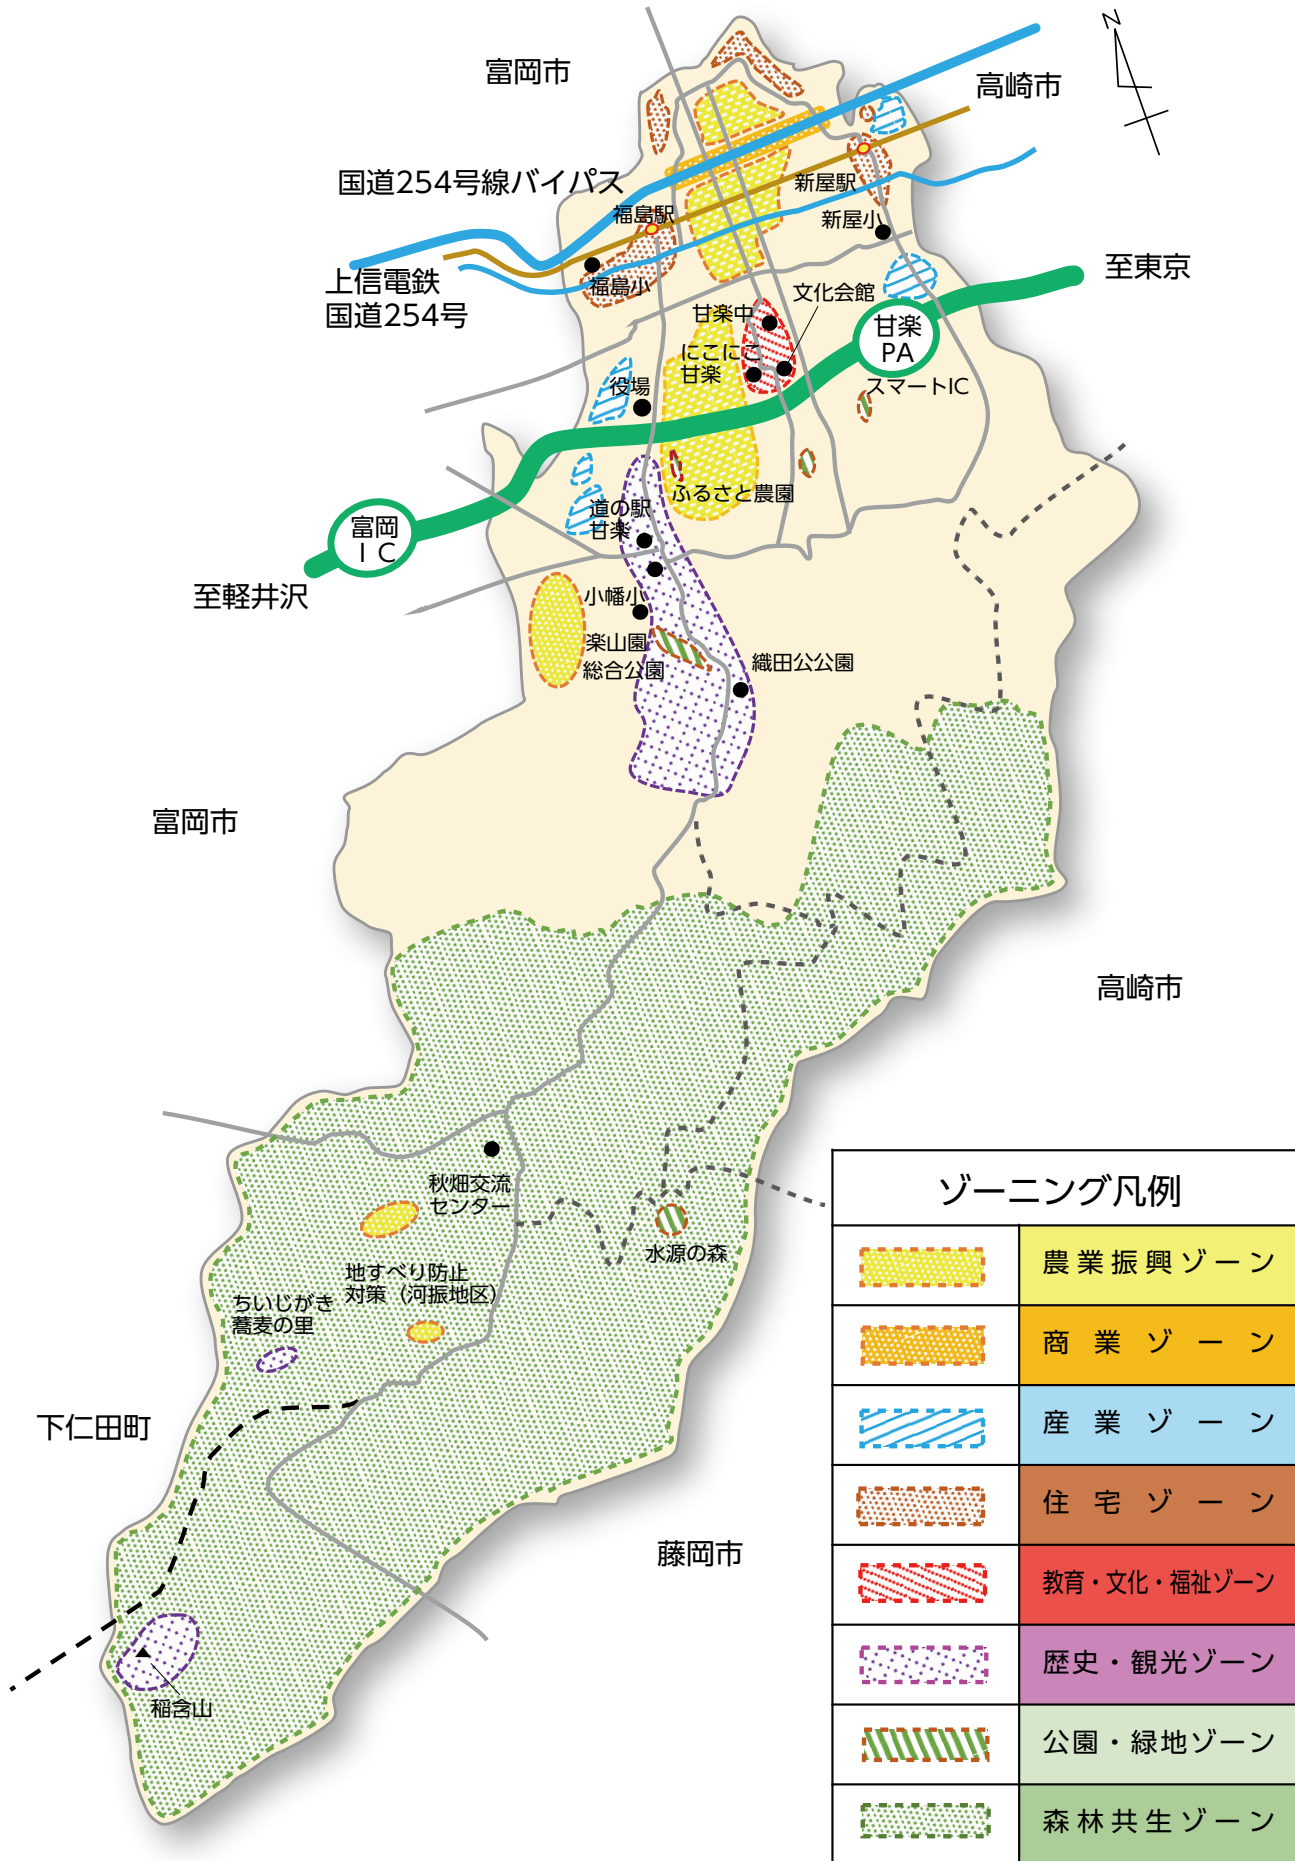 N
富岡市
高崎市
国道254号線バイパス
新屋駅
福島駅
新屋小
至東京
上信電鉄
国道254号
福島小
文化会館
甘楽中
甘楽
PA
にこにこ
甘楽
役場
スマートIC
ふるさと農園
道の駅
甘楽
富岡
IC
至軽井沢
小幡小
楽山園
総合公園
織田公公園
富岡市
高崎市
秋畑交流
センター
水源の森
地すべり防止
対策（河振地区）
ちいじがき
蕎麦の里
下仁田町
藤岡市
稲含山
ゾーニング凡例
農業振興ゾーン
商業ゾーン
産業ゾーン
住宅ゾーン
教育・文化・福祉ゾーン
歴史・観光ゾーン
公園・緑地ゾーン
森林共生ゾーン